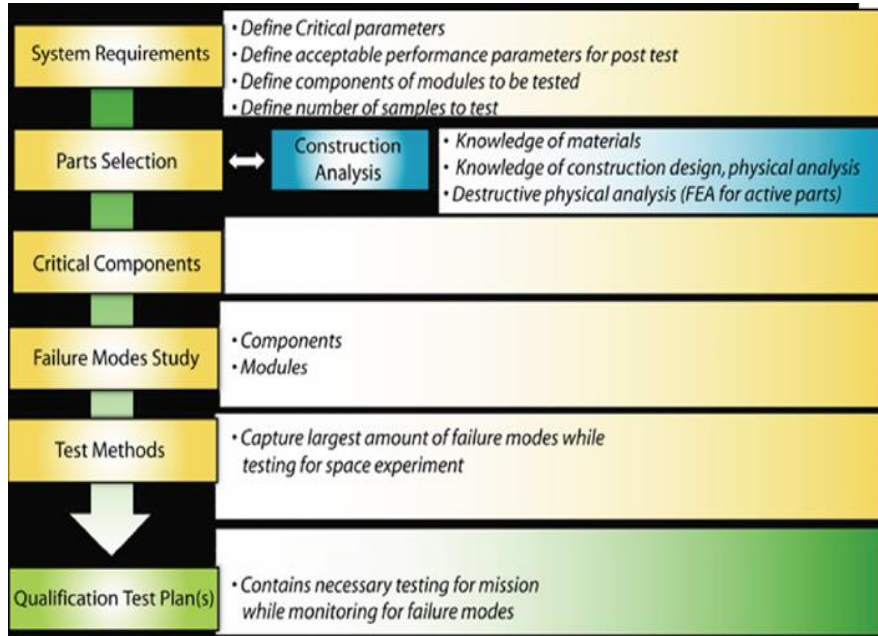 System Requirements
• Define Critical parameters
• Define acceptable performance parameters for post test
• Define components of modules to be tested
• Define number of samples to test
Parts Selection
Construction
Analysis
• Knowledge of materials
• Knowledge of construction design, physical analysis
• Destructive physical analysis (FEA for active parts)
Critical Components
Failure Modes Study
• Components
• Modules
Test Methods
• Capture largest amount of failure modes while
testing for space experiment
Qualification Test Plan(s)
• Contains necessary testing for mission
while monitoring for failure modes